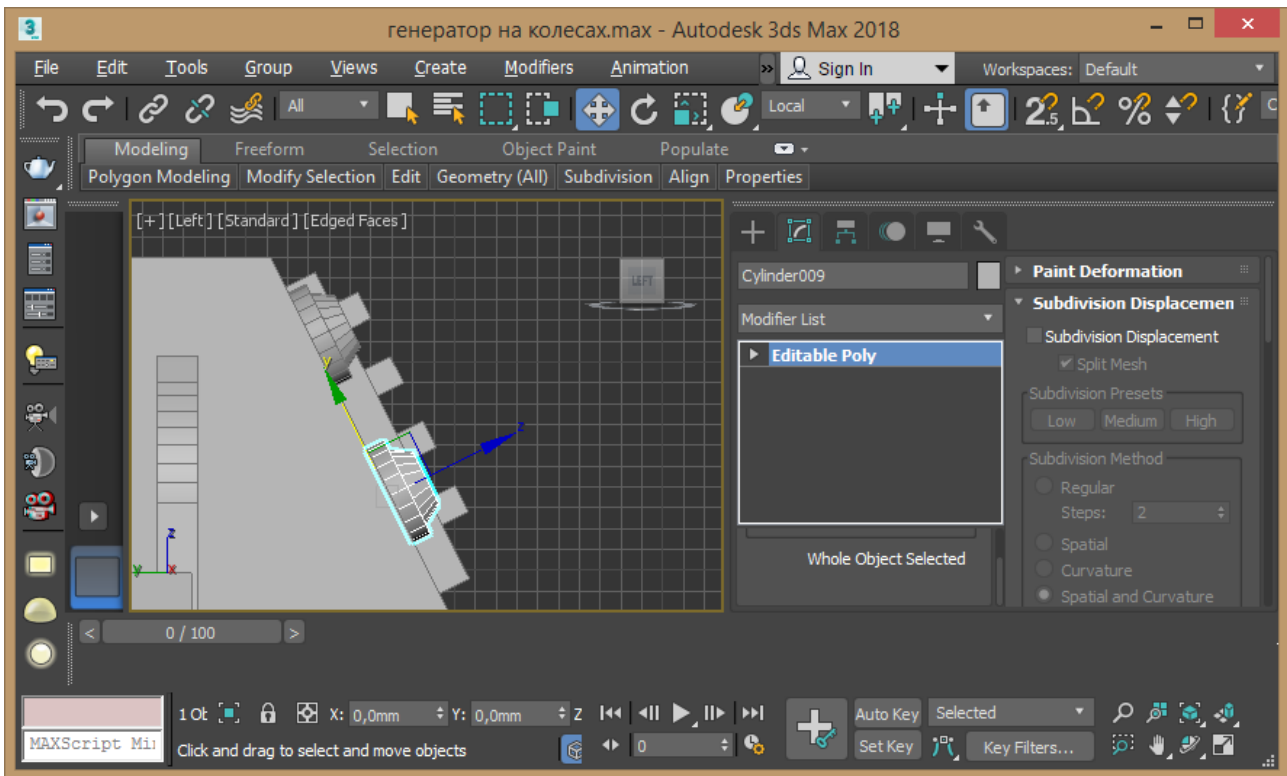 генератор на колесах.max - Autodesk 3ds Max 2018
File Edit Tools Group Views Create Modifiers Animation » Sign In Workspaces: Default
All Local
Modeling Freeform Selection Object Paint Populate
Polygon Modeling Modify Selection Edit Geometry (All) Subdivision Align Properties
[+] [Left] [Standard] [Edged Faces]
LEFT
y
z
z
y
x
Cylinder009
Modifier List
Editable Poly
Whole Object Selected
Paint Deformation
Subdivision Displacemen
Subdivision Displacement
Split Mesh
Subdivision Presets
Low Medium High
Subdivision Method
Regular
Steps: 2
Spatial
Curvature
Spatial and Curvature
< 0 / 100 >
1 Ob X: 0,0mm Y: 0,0mm Z Auto Key Selected
MAXScript Mi Click and drag to select and move objects 0 Set Key Key Filters...